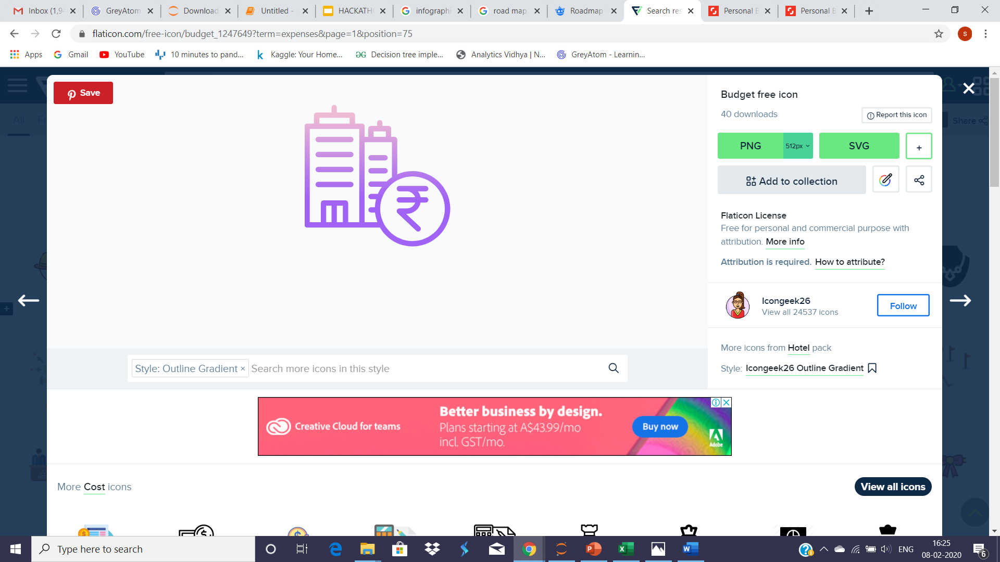 Inbox (1,9
GreyAtom
Download
Untitled -
HACKATH
infographi
road map
Roadmap
Search res
Personal B
Personal B
flaticon.com/free-icon/budget_1247649?term=expenses&page=1&position=75
s
Apps
Gmail
YouTube
10 minutes to pand...
Kaggle: Your Home...
Decision tree imple...
Analytics Vidhya | N...
GreyAtom - Learnin...
All
Share
Save
₹
Budget free icon
40 downloads
Report this icon
PNG
512px
SVG
+
Add to collection
Flaticon License
Free for personal and commercial purpose with
attribution. More info
Attribution is required. How to attribute?
Icongeek26
View all 24537 icons
Follow
More icons from Hotel pack
Style: Icongeek26 Outline Gradient
Style: Outline Gradient × Search more icons in this style
Creative Cloud for teams
Better business by design.
Plans starting at A$43.99/mo
incl. GST/mo.
Buy now
Adobe
More Cost icons
View all icons
Type here to search
ENG
16:25
08-02-2020
6